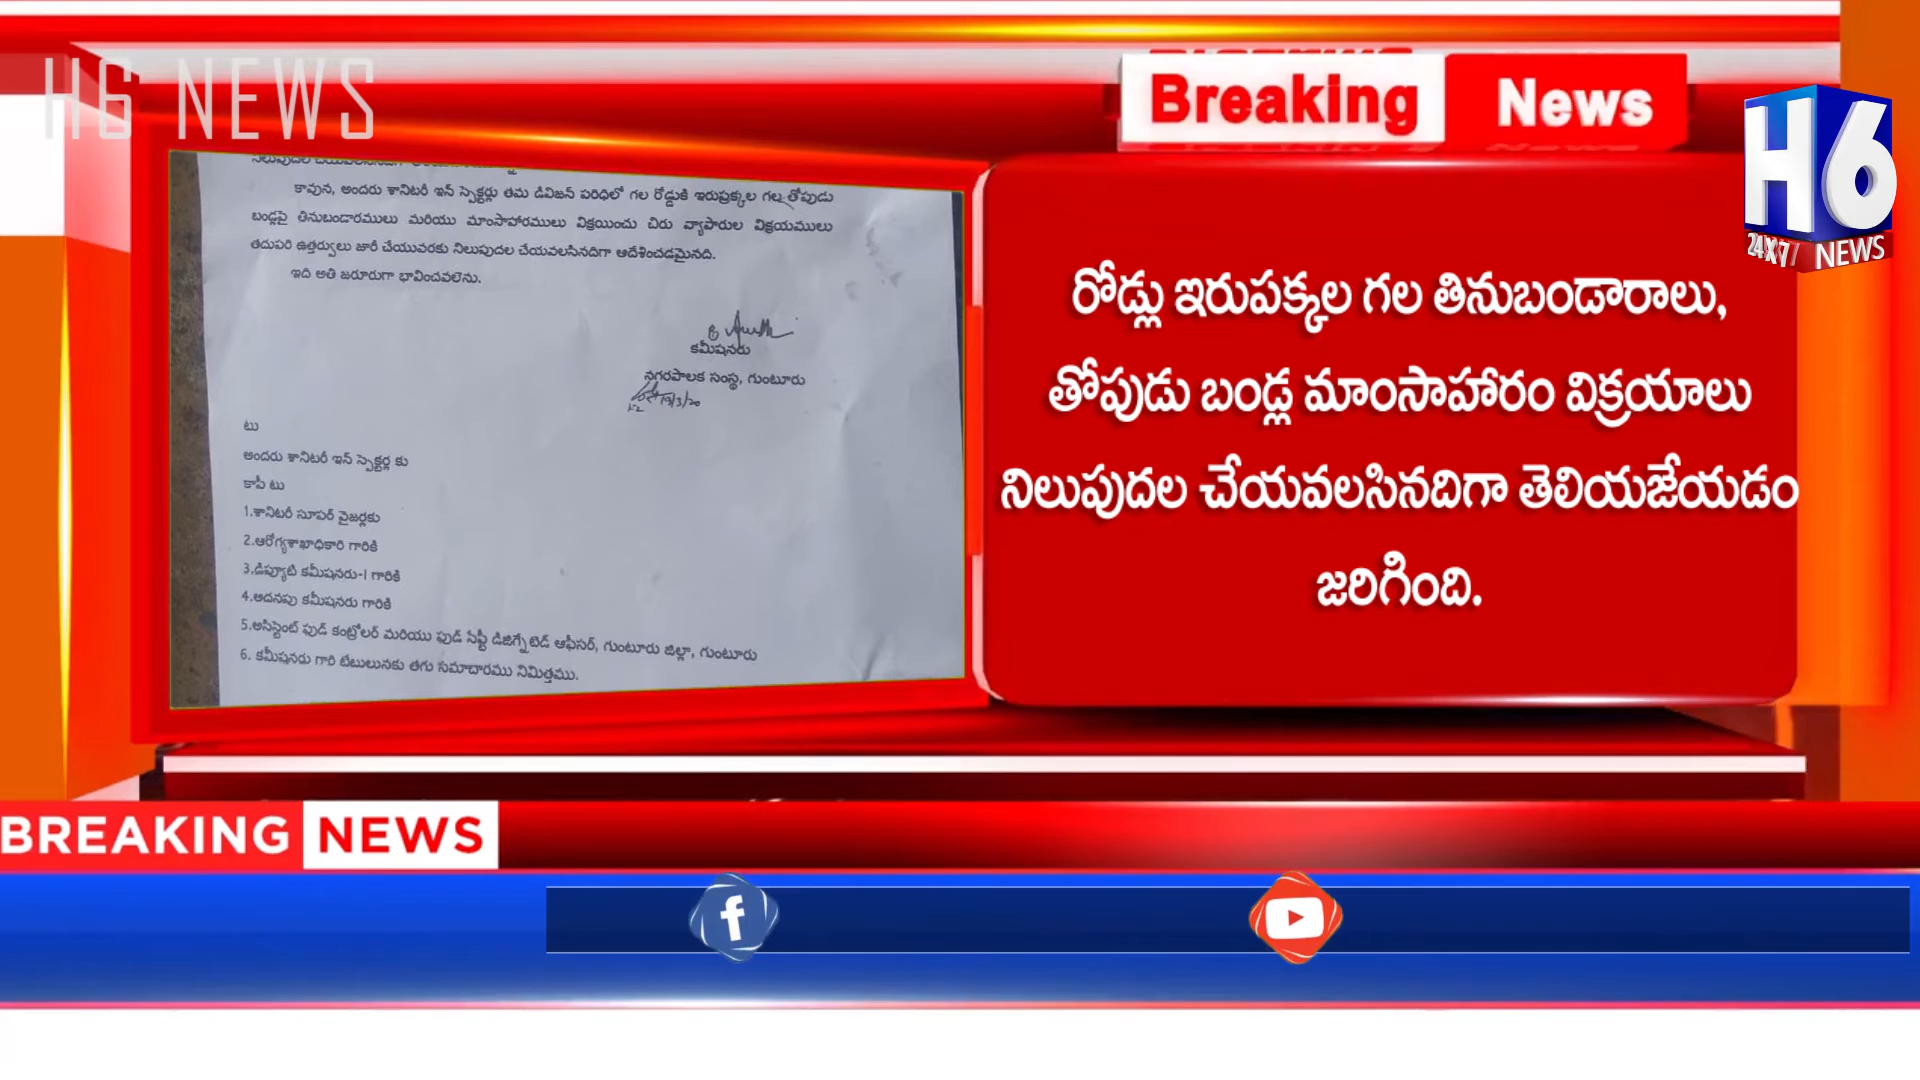 H6 NEWS
Breaking News
H6
24X7 NEWS
కావున, అందరు శానిటరీ ఇన్ స్పెక్టర్లు తమ డివిజన్ పరిధిలో గల రోడ్డుకి ఇరుప్రక్కల గల తోపుడు
బండ్లపై తినుబండారములు మరియు మాంసాహారములు విక్రయించు చిరు వ్యాపారుల విక్రయములు
తదుపరి ఉత్తర్వులు జారీ చేయువరకు నిలుపుదల చేయవలసినదిగా ఆదేశించడమైనది.
ఇది అతి జరూరుగా భావించవలెను.
కమీషనరు
నగరపాలక సంస్థ, గుంటూరు
19/3/20
టు
అందరు శానిటరీ ఇన్ స్పెక్టర్ల కు
కాపీ టు
1.శానిటరీ సూపర్ వైజర్లకు
2.ఆరోగ్యశాఖాధికారి గారికి
3.డిప్యూటి కమీషనరు-I గారికి
4.అదనపు కమీషనరు గారికి
5.అసిస్టెంట్ ఫుడ్ కంట్రోలర్ మరియు ఫుడ్ సేఫ్టీ డిజిగ్నేటెడ్ ఆఫీసర్, గుంటూరు జిల్లా, గుంటూరు
6. కమీషనరు గారి టేబులునకు తగు సమాచారము నిమిత్తము.
రోడ్లు ఇరుపక్కల గల తినుబండారాలు,
తోపుడు బండ్ల మాంసాహారం విక్రయాలు
నిలుపుదల చేయవలసినదిగా తెలియజేయడం
జరిగింది.
BREAKING NEWS